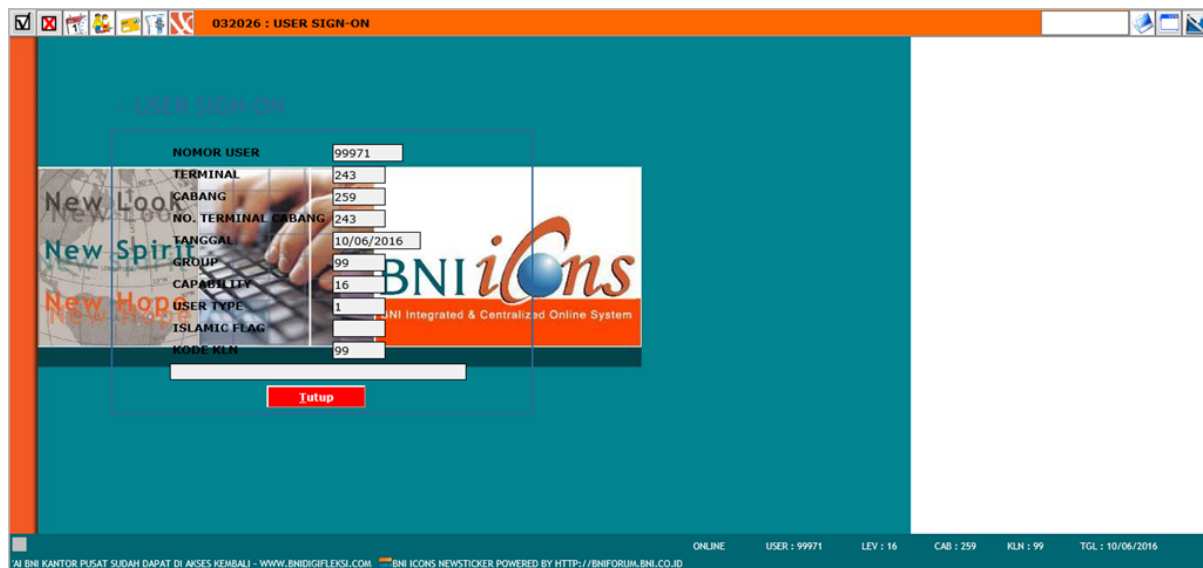 032026 : USER SIGN-ON
- USER SIGN-ON
NOMOR USER 99971
TERMINAL 243
CABANG 259
NO. TERMINAL CABANG 243
TANGGAL 10/06/2016
GROUP 99
CAPABILITY 16
USER TYPE 1
ISLAMIC FLAG
KODE KLN 99
Tutup
New Look
New Spirit
New Hope
BNI icons
BNI Integrated & Centralized Online System
ONLINE USER : 99971 LEV : 16 CAB : 259 KLN : 99 TGL : 10/06/2016
'AI BNI KANTOR PUSAT SUDAH DAPAT DI AKSES KEMBALI - WWW.BNIDIGIFLEKSI.COM BNI ICONS NEWSTICKER POWERED BY HTTP://BNIFORUM.BNI.CO.ID